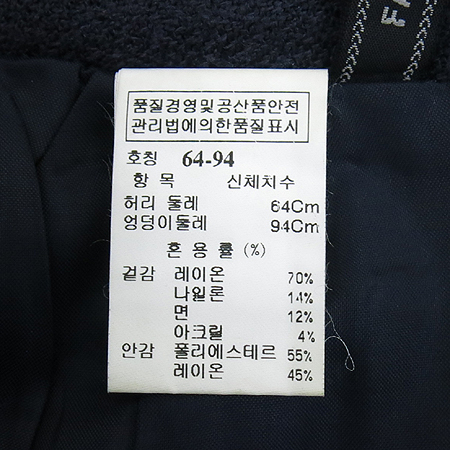 FA
품질경영및공산품안전
관리법에의한품질표시
호칭 64-94
항 목 신체치수
허리 둘레 64Cm
엉덩이둘레 94Cm
혼 용 률 (%)
겉감 레이온 70%
나일론 14%
면 12%
아크릴 4%
안감 폴리에스테르 55%
레이온 45%